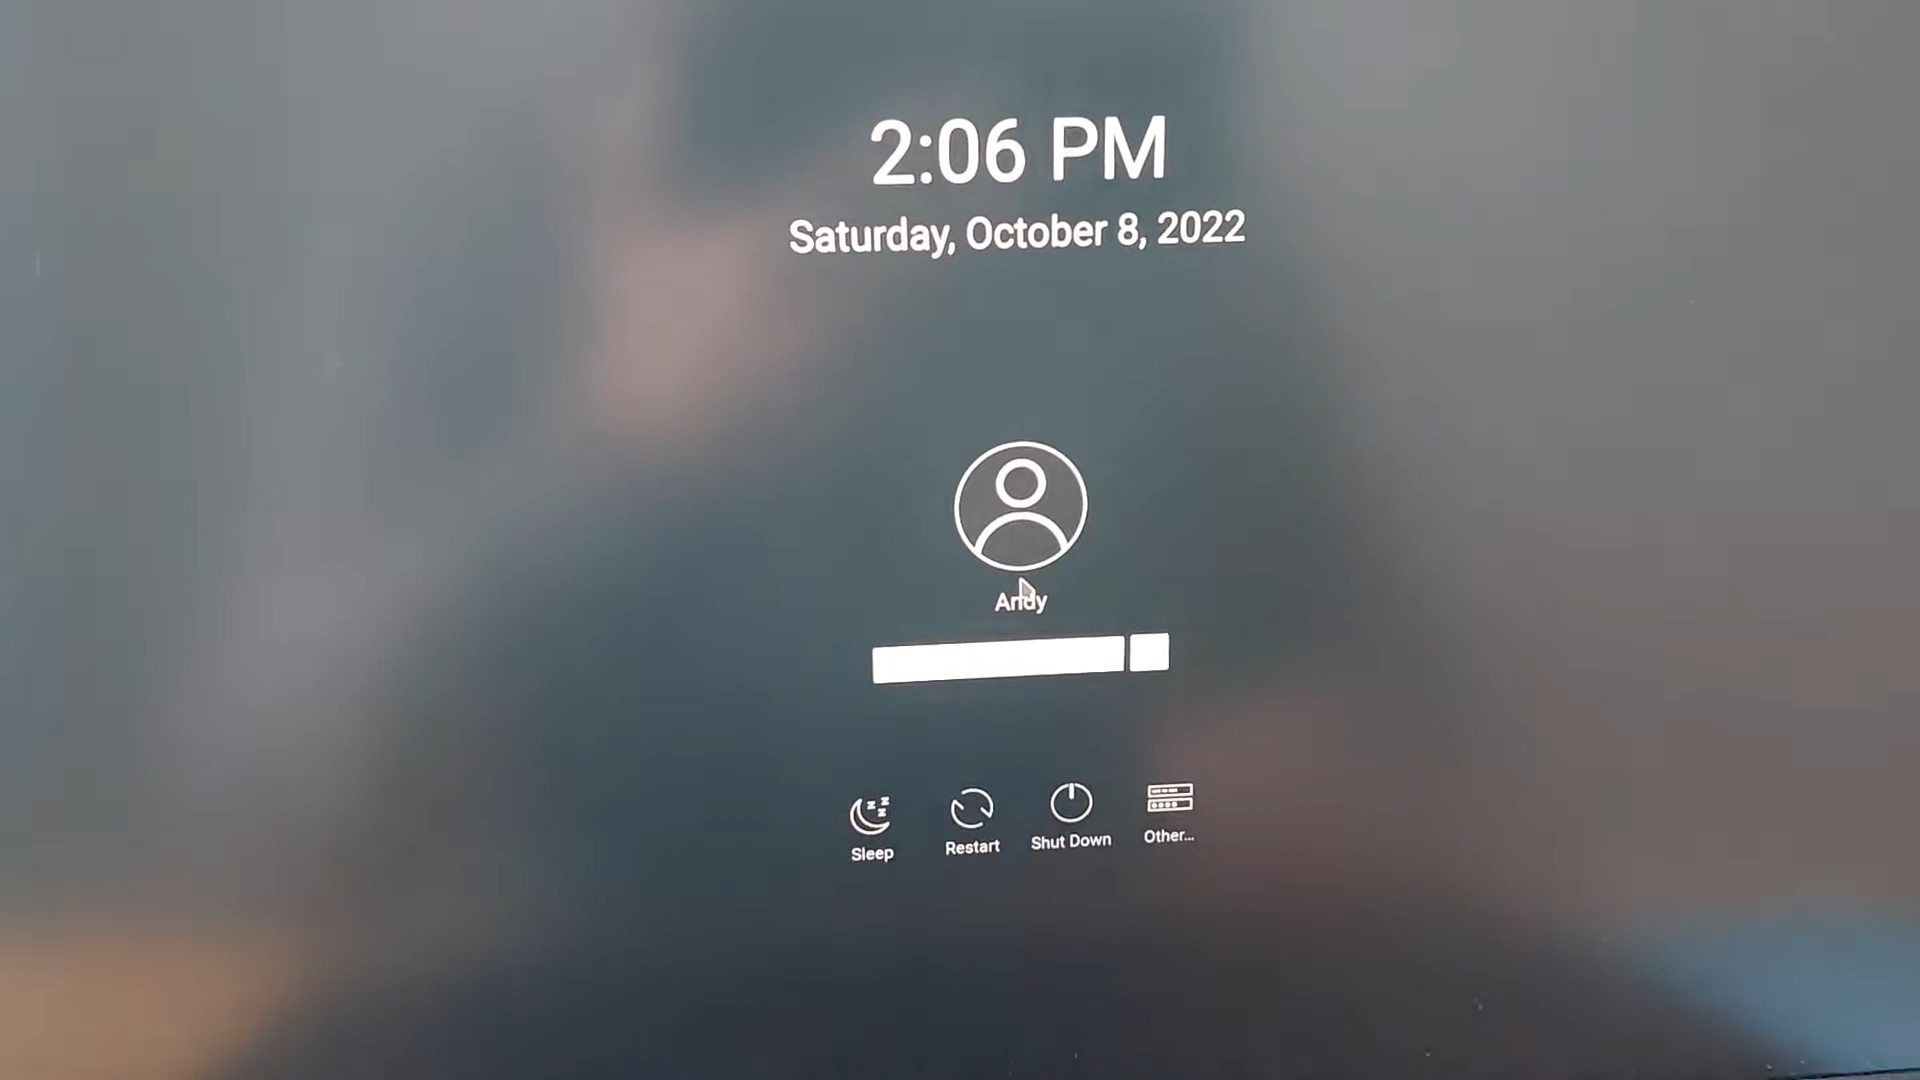 2:06 PM
Saturday, October 8, 2022
Andy
Sleep
Restart
Shut Down
Other...